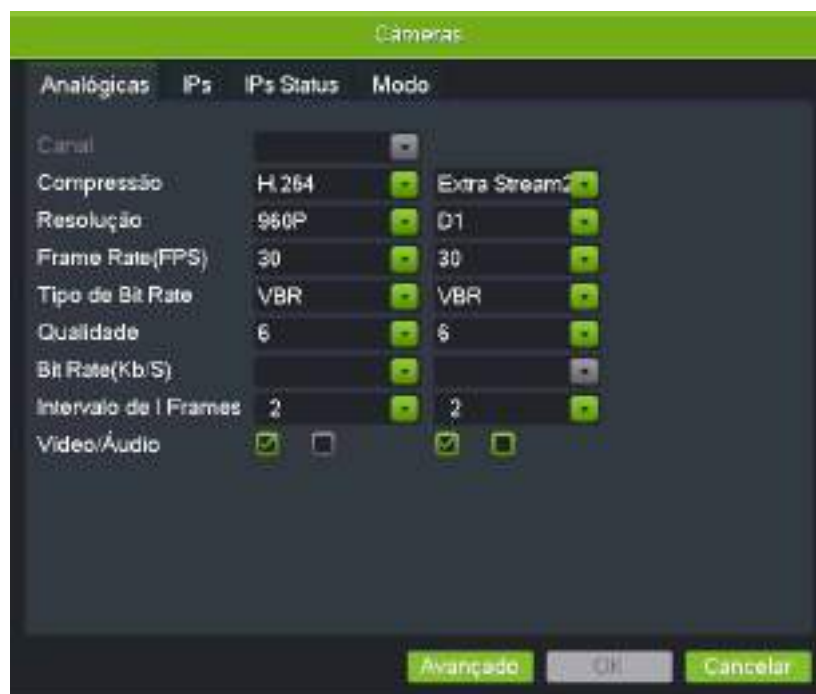 Câmeras
Analógicas IPs IPs Status Modo
Canal
Compressão H.264 Extra Stream2
Resolução 960P D1
Frame Rate(FPS) 30 30
Tipo de Bit Rate VBR VBR
Qualidade 6 6
Bit Rate(Kb/S)
Intervalo de I Frames 2 2
Vídeo/Áudio
Avançado OK Cancelar